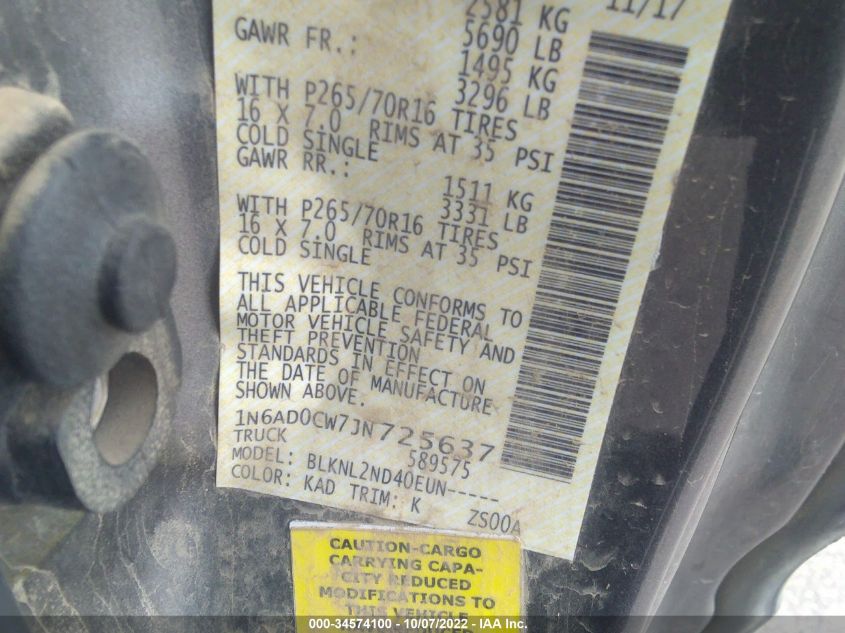 2581 KG 11/17
5690 LB
GAWR FR.:
1495 KG
3296 LB
WITH P265/70R16 TIRES
16 X 7.0 RIMS AT 35 PSI
COLD SINGLE
GAWR RR.:
1511 KG
3331 LB
WITH P265/70R16 TIRES
16 X 7.0 RIMS AT 35 PSI
COLD SINGLE
THIS VEHICLE CONFORMS TO
ALL APPLICABLE FEDERAL
MOTOR VEHICLE SAFETY AND
THEFT PREVENTION
STANDARDS IN EFFECT ON
THE DATE OF MANUFACTURE
SHOWN ABOVE.
1N6AD0CW7JN725637
TRUCK 589575
MODEL: BLKNL2ND40EUN-----
COLOR: KAD TRIM: K ZS00A
CAUTION-CARGO
CARRYING CAPA-
CITY REDUCED
MODIFICATIONS TO
THIS VEHICLE
000-34574100 - 10/07/2022 - IAA Inc.